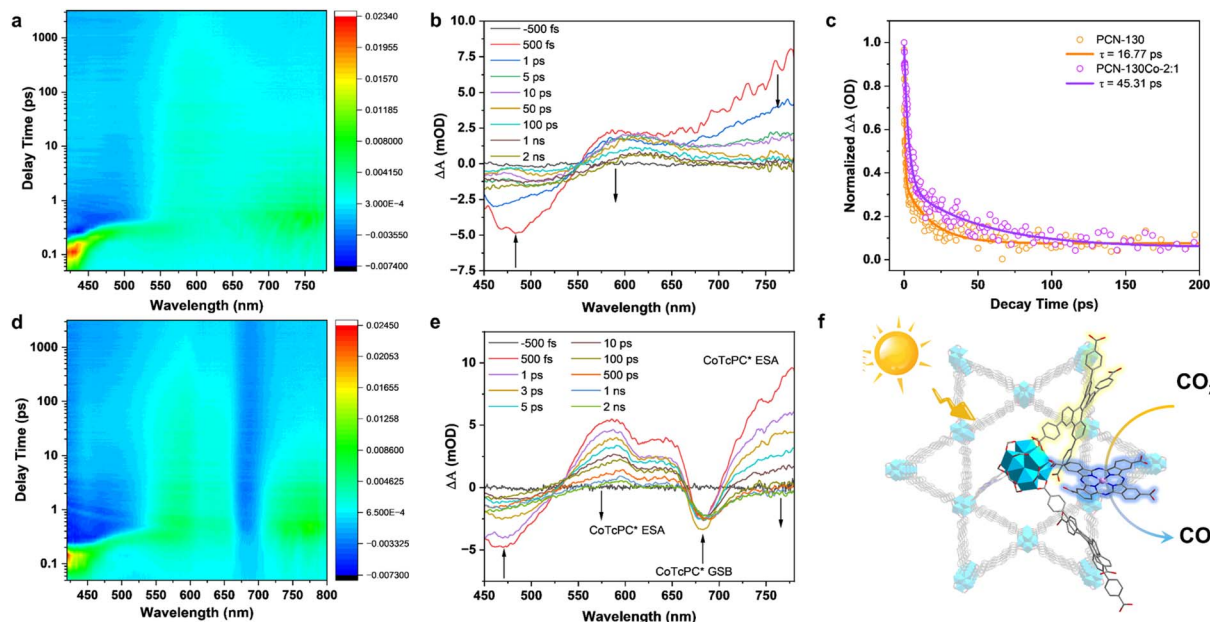 a
1000
100
10
1
0.1
Delay Time (ps)
450 500 550 600 650 700 750
Wavelength (nm)
0.02340
0.01955
0.01570
0.01185
0.008000
0.004150
3.000E-4
-0.003550
-0.007400
b
-500 fs
500 fs
1 ps
5 ps
10 ps
50 ps
100 ps
1 ns
2 ns
10.0
7.5
5.0
2.5
0.0
-2.5
-5.0
-7.5
ΔA (mOD)
450 500 550 600 650 700 750
Wavelength (nm)
c
PCN-130
τ = 16.77 ps
PCN-130Co-2:1
τ = 45.31 ps
1.0
0.8
0.6
0.4
0.2
0.0
Normalized ΔA (OD)
0 50 100 150 200
Decay Time (ps)
d
1000
100
10
1
0.1
Delay Time (ps)
450 500 550 600 650 700 750 800
Wavelength (nm)
0.02450
0.02053
0.01655
0.01258
0.008600
0.004625
6.500E-4
-0.003325
-0.007300
e
-500 fs 10 ps
500 fs 100 ps
1 ps 500 ps
3 ps 1 ns
5 ps 2 ns
CoTcPC* ESA
CoTcPC* ESA
CoTcPC* GSB
10
5
0
-5
ΔA (mOD)
450 500 550 600 650 700 750
Wavelength (nm)
f
CO